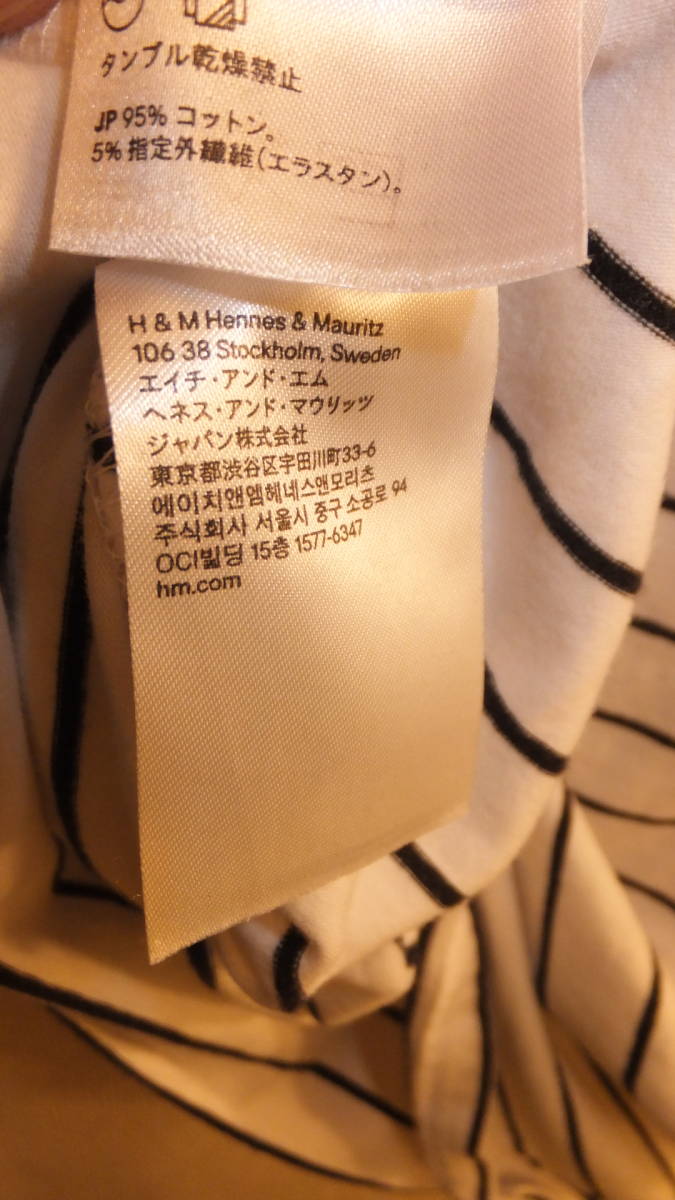 タンブル乾燥禁止
JP 95% コットン。
5% 指定外繊維(エラスタン)。
H & M Hennes & Mauritz
106 38 Stockholm, Sweden
エイチ・アンド・エム
ヘネス・アンド・マウリッツ
ジャパン株式会社
東京都渋谷区宇田川町33-6
에이치앤엠헤네스앤모리츠
주식회사 서울시 중구 소공로 94
OCI빌딩 15층 1577-6347
hm.com